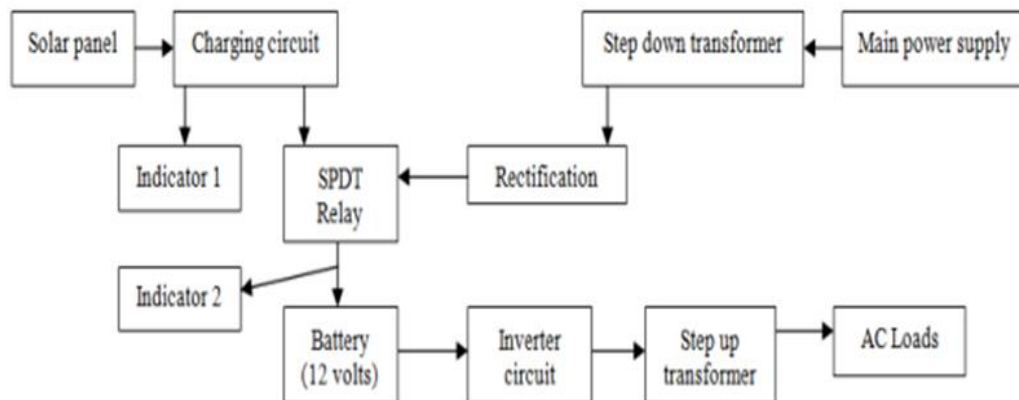 Solar panel
Charging circuit
Step down transformer
Main power supply
Indicator 1
SPDT
Relay
Rectification
Indicator 2
Battery
(12 volts)
Inverter
circuit
Step up
transformer
AC Loads